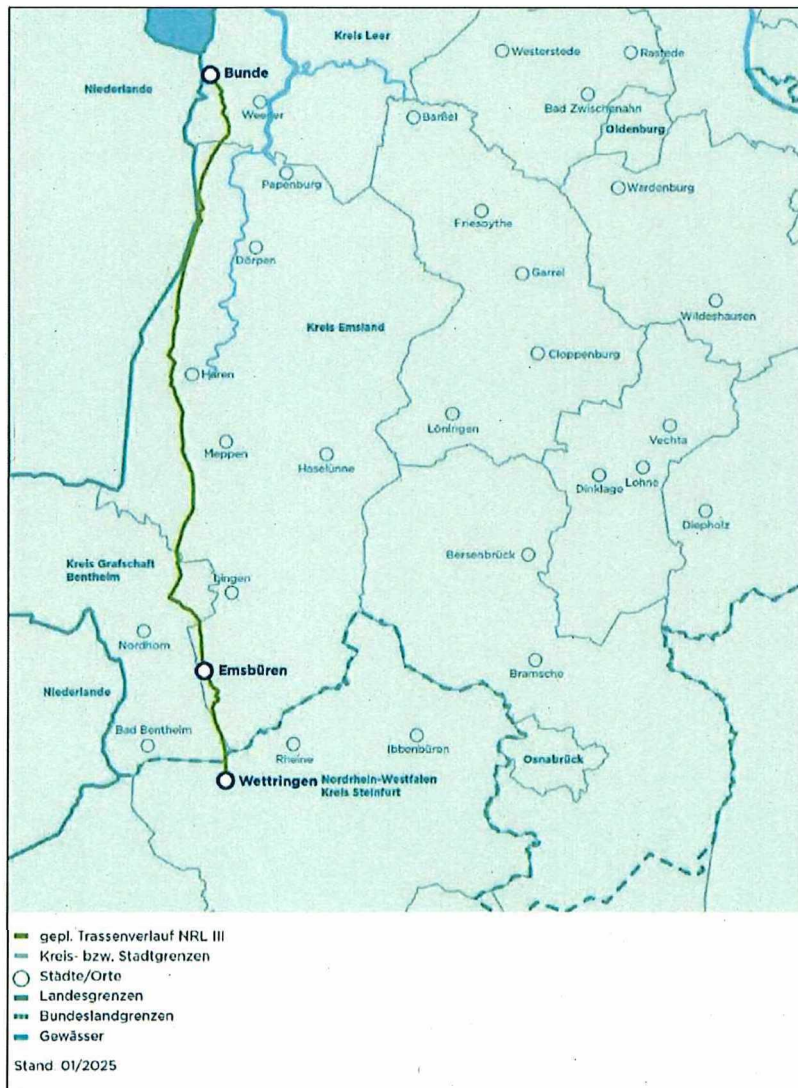 Kreis Leer
Westerstede
Rastede
Bunde
Niederlande
Weener
Bad Zwischenahn
Barßel
Oldenburg
Papenburg
Wardenburg
Friesoythe
Dörpen
Garrel
Wildeshausen
Kreis Emsland
Cloppenburg
Haren
Löningen
Vechta
Meppen
Haselünne
Dinklage
Lohne
Diepholz
Bersenbrück
Kreis Grafschaft
Bentheim
Lingen
Nordhorn
Emsbüren
Bramsche
Niederlande
Bad Bentheim
Rheine
Ibbenbüren
Osnabrück
Wettringen
Nordrhein-Westfalen
Kreis Steinfurt
gepl. Trassenverlauf NRL III
Kreis- bzw. Stadtgrenzen
Städte/Orte
Landesgrenzen
Bundeslandgrenzen
Gewässer
Stand 01/2025